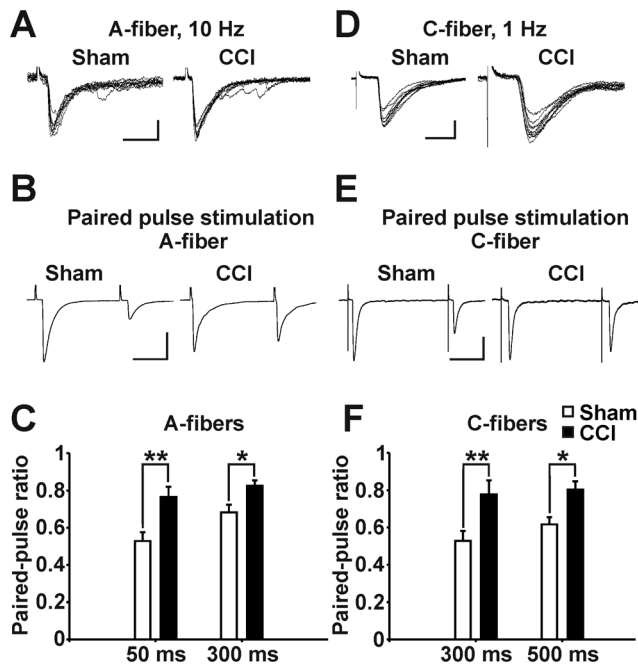 A
A-fiber, 10 Hz
Sham CCI
D
C-fiber, 1 Hz
Sham CCI
B
Paired pulse stimulation
A-fiber
Sham CCI
E
Paired pulse stimulation
C-fiber
Sham CCI
C
A-fibers
Sham
CCI
Paired-pulse ratio
1
0.8
0.6
0.4
0.2
0
** *
50 ms 300 ms
F
C-fibers
Sham
CCI
Paired-pulse ratio
1
0.8
0.6
0.4
0.2
0
** *
300 ms 500 ms